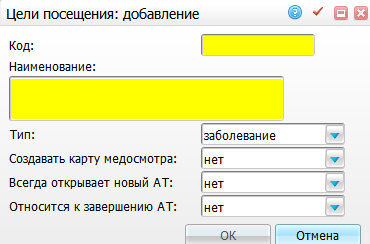 Цели посещения: добавление
Код:
Наименование:
Тип: заболевание
Создавать карту медосмотра: нет
Всегда открывает новый АТ: нет
Относится к завершению АТ: нет
ОК Отмена